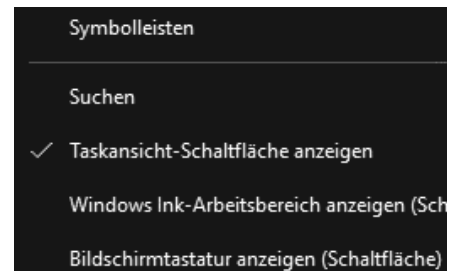 Symbolleisten
Suchen
Taskansicht-Schaltfläche anzeigen
Windows Ink-Arbeitsbereich anzeigen (Sch
Bildschirmtastatur anzeigen (Schaltfläche)